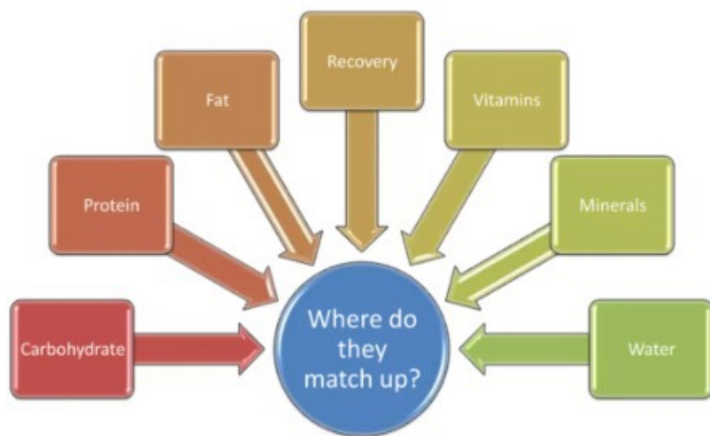 Recovery
Fat
Vitamins
Protein
Minerals
Carbohydrate
Where do
they
match up?
Water